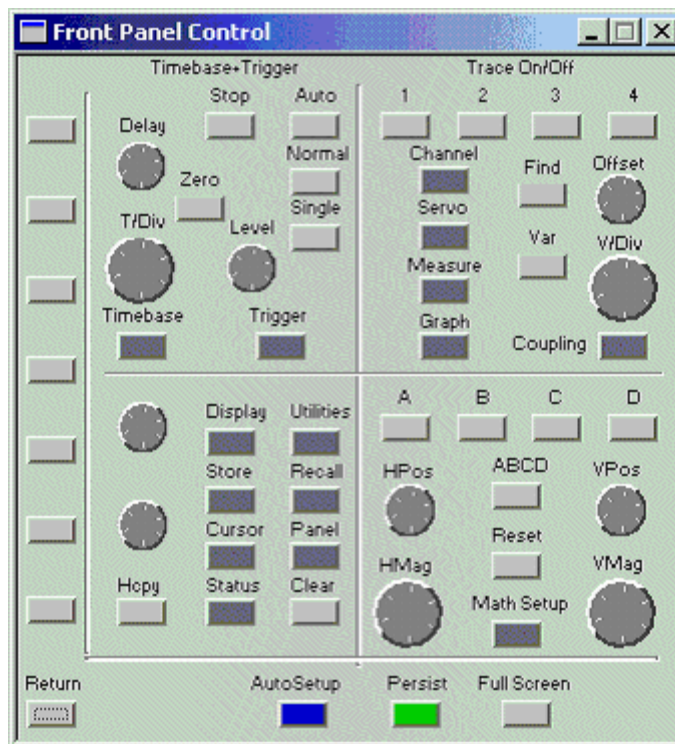 Front Panel Control
Timebase+Trigger
Trace On/Off
Stop Auto
1 2 3 4
Delay
Normal
Channel
Find
Offset
Zero
Single
Servo
T/Div
Level
Var
V/Div
Measure
Timebase
Trigger
Graph
Coupling
A B C D
Display Utilities
HPos
ABCD
VPos
Store Recall
Cursor Panel
Reset
HMag
VMag
Hcpy
Status Clear
Math Setup
Return
AutoSetup
Persist
Full Screen